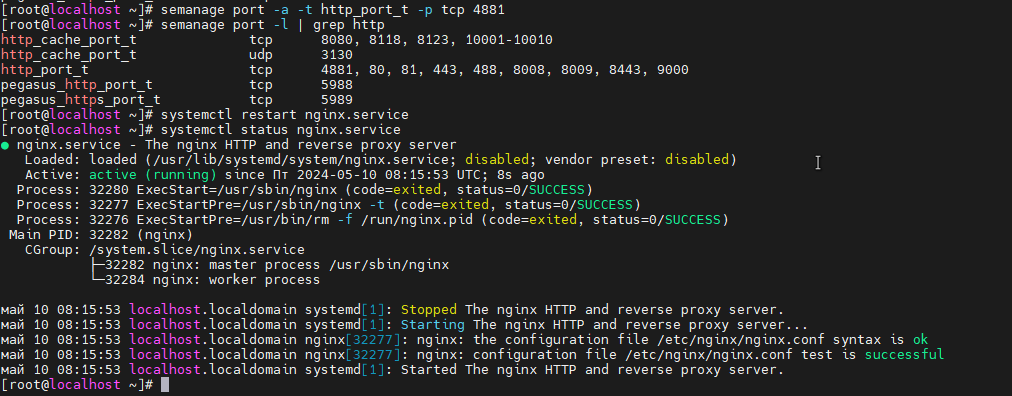 [root@localhost ~]# semanage port -a -t http_port_t -p tcp 4881
[root@localhost ~]# semanage port -l | grep http
http_cache_port_t              tcp      8080, 8118, 8123, 10001-10010
http_cache_port_t              udp      3130
http_port_t                    tcp      4881, 80, 81, 443, 488, 8008, 8009, 8443, 9000
pegasus_http_port_t            tcp      5988
pegasus_https_port_t           tcp      5989
[root@localhost ~]# systemctl restart nginx.service
[root@localhost ~]# systemctl status nginx.service
● nginx.service - The nginx HTTP and reverse proxy server
   Loaded: loaded (/usr/lib/systemd/system/nginx.service; disabled; vendor preset: disabled)
   Active: active (running) since Пт 2024-05-10 08:15:53 UTC; 8s ago
  Process: 32280 ExecStart=/usr/sbin/nginx (code=exited, status=0/SUCCESS)
  Process: 32277 ExecStartPre=/usr/sbin/nginx -t (code=exited, status=0/SUCCESS)
  Process: 32276 ExecStartPre=/usr/bin/rm -f /run/nginx.pid (code=exited, status=0/SUCCESS)
 Main PID: 32282 (nginx)
   CGroup: /system.slice/nginx.service
           ├─32282 nginx: master process /usr/sbin/nginx
           └─32284 nginx: worker process

май 10 08:15:53 localhost.localdomain systemd[1]: Stopped The nginx HTTP and reverse proxy server.
май 10 08:15:53 localhost.localdomain systemd[1]: Starting The nginx HTTP and reverse proxy server...
май 10 08:15:53 localhost.localdomain nginx[32277]: nginx: the configuration file /etc/nginx/nginx.conf syntax is ok
май 10 08:15:53 localhost.localdomain nginx[32277]: nginx: configuration file /etc/nginx/nginx.conf test is successful
май 10 08:15:53 localhost.localdomain systemd[1]: Started The nginx HTTP and reverse proxy server.
[root@localhost ~]#